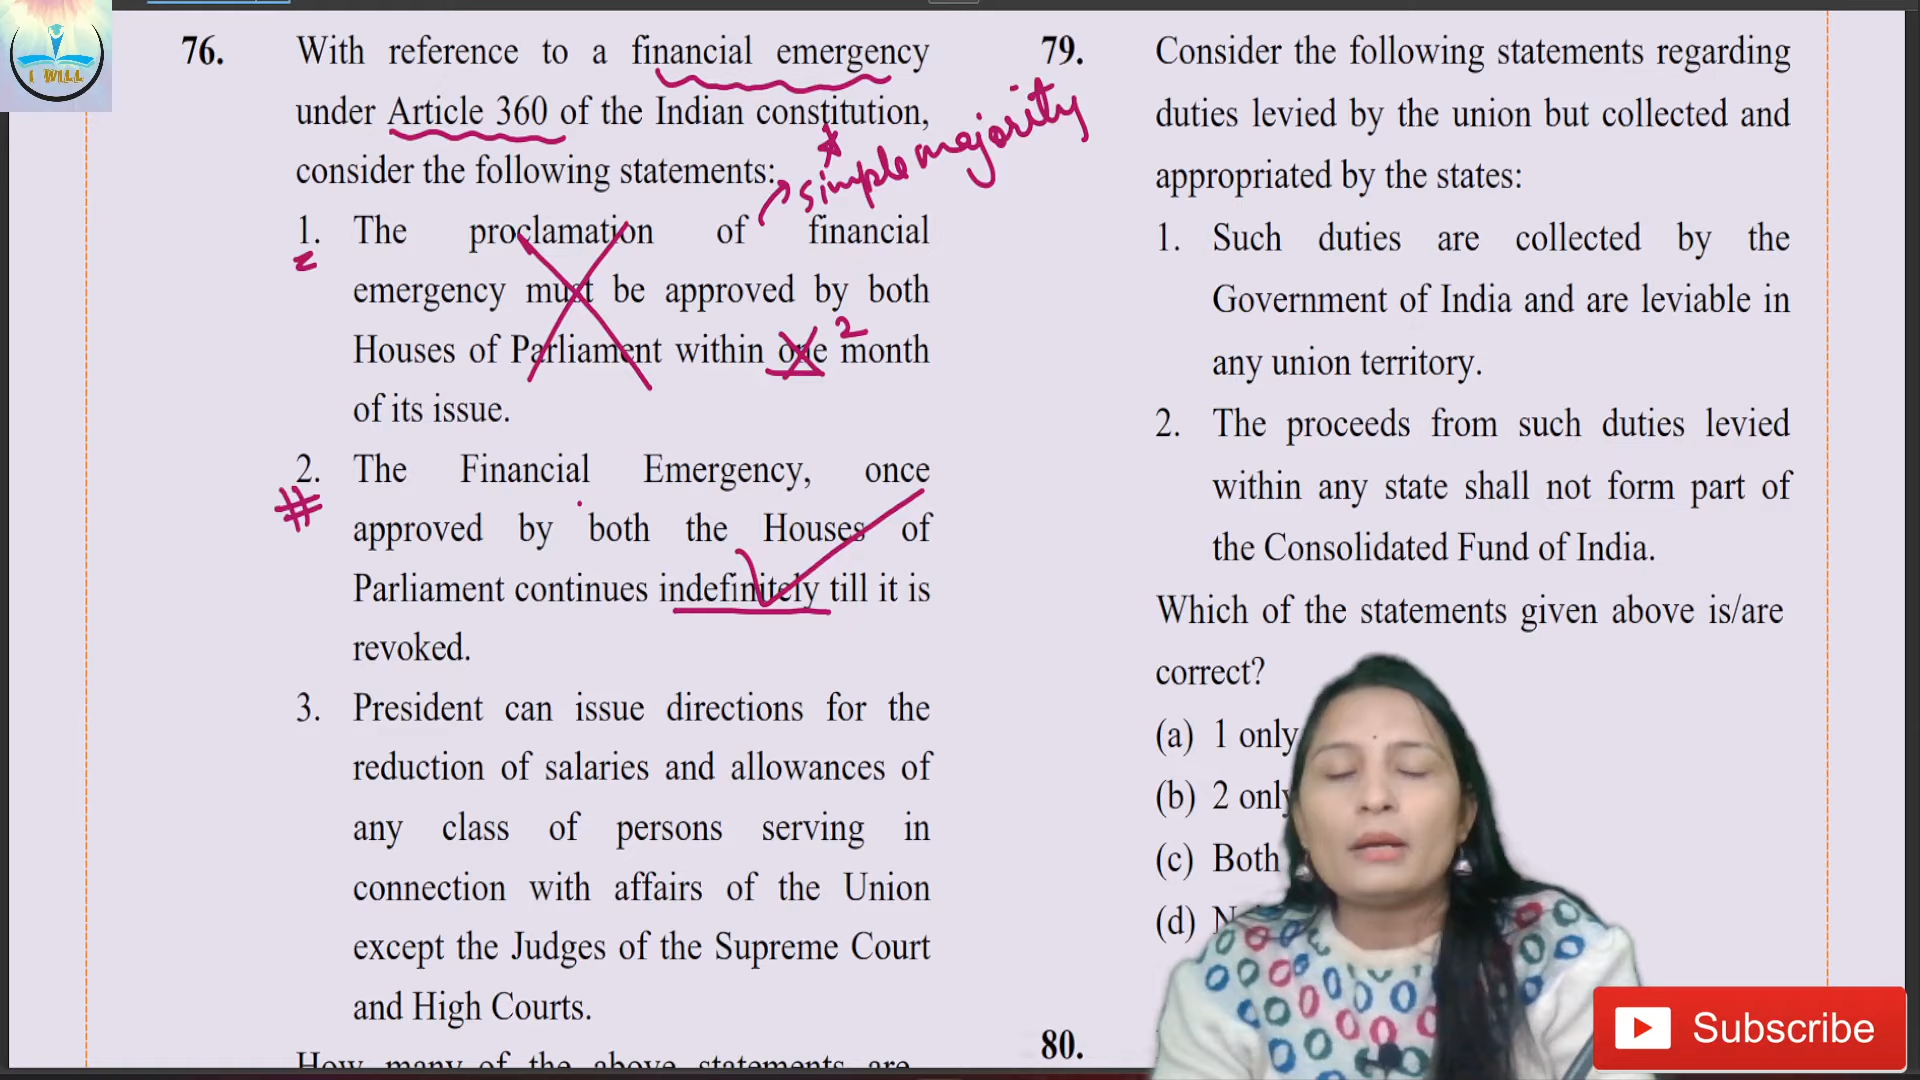 I WILL
76.
With reference to a financial emergency
under Article 360 of the Indian constitution,
consider the following statements:
simple majority
1. The proclamation of financial
emergency must be approved by both
Houses of Parliament within one 2 month
of its issue.
2. The Financial Emergency, once
approved by both the Houses of
Parliament continues indefinitely till it is
revoked.
3. President can issue directions for the
reduction of salaries and allowances of
any class of persons serving in
connection with affairs of the Union
except the Judges of the Supreme Court
and High Courts.
How many of the above statements are
79.
Consider the following statements regarding
duties levied by the union but collected and
appropriated by the states:
1. Such duties are collected by the
Government of India and are leviable in
any union territory.
2. The proceeds from such duties levied
within any state shall not form part of
the Consolidated Fund of India.
Which of the statements given above is/are
correct?
(a) 1 only
(b) 2 only
(c) Both
(d)
80.
Subscribe